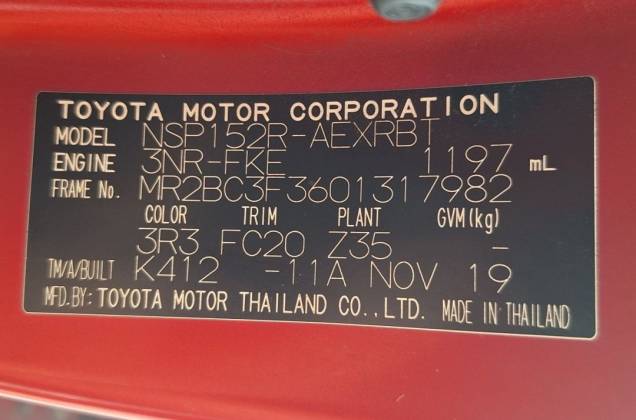 TOYOTA MOTOR CORPORATION
MODEL NSP152R-AEXRBT
ENGINE 3NR-FKE 1197 mL
FRAME No. MR2BC3F3601317982
COLOR TRIM PLANT GVM(kg)
3R3 FC20 Z35 -
TM/A/BUILT K412 -11A NOV 19
MFD.BY: TOYOTA MOTOR THAILAND CO.,LTD. MADE IN THAILAND